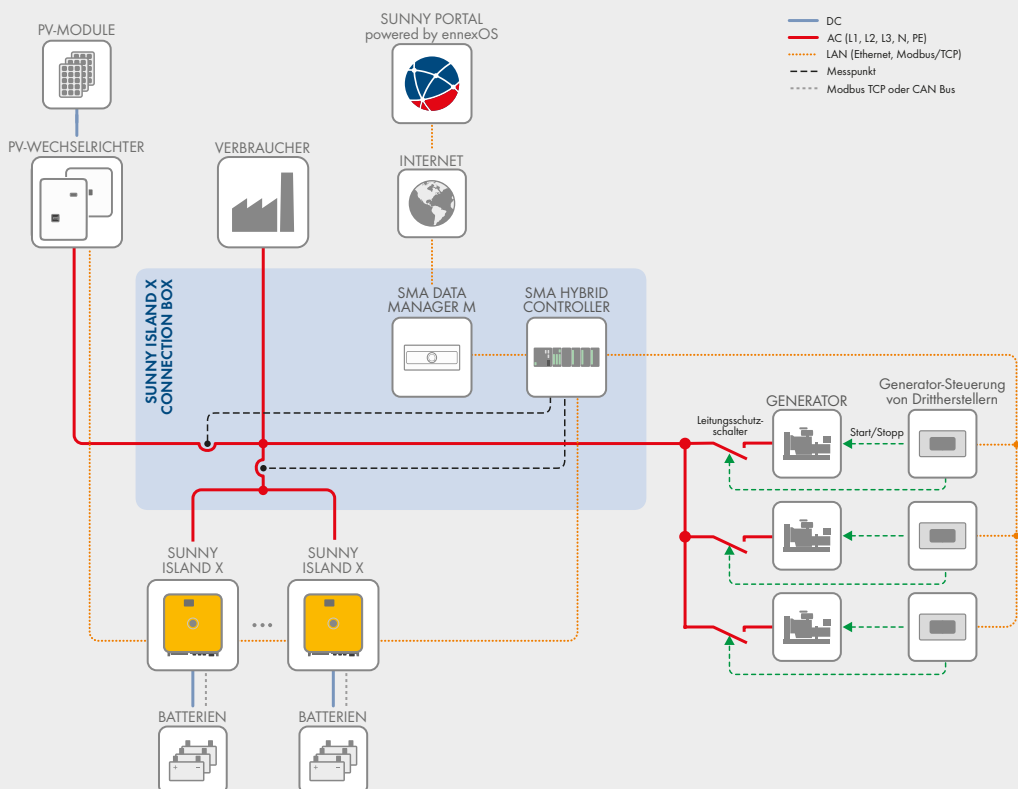 PV-MODULE
SUNNY PORTAL
powered by ennexOS
DC
AC (L1, L2, L3, N, PE)
LAN (Ethernet, Modbus/TCP)
Messpunkt
Modbus TCP oder CAN Bus
PV-WECHSELRICHTER
VERBRAUCHER
INTERNET
SUNNY ISLAND X
CONNECTION BOX
SMA DATA
MANAGER M
SMA HYBRID
CONTROLLER
Leitungsschutz-
schalter
GENERATOR
Start/Stopp
Generator-Steuerung
von Drittherstellern
SUNNY
ISLAND X
SUNNY
ISLAND X
BATTERIEN
BATTERIEN